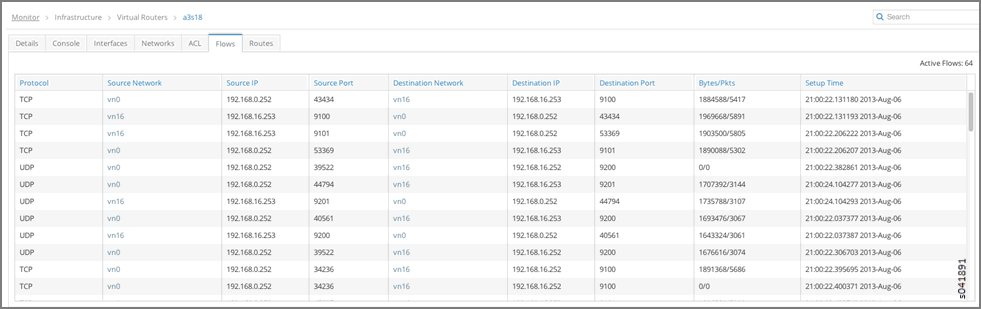 Monitor > Infrastructure > Virtual Routers > a3s18
Search
Details Console Interfaces Networks ACL Flows Routes
Active Flows: 64
Protocol Source Network Source IP Source Port Destination Network Destination IP Destination Port Bytes/Pkts Setup Time
TCP vn0 192.168.0.252 43434 vn16 192.168.16.253 9100 1884588/5417 21:00:22.131180 2013-Aug-06
TCP vn16 192.168.16.253 9100 vn0 192.168.0.252 43434 1969668/5891 21:00:22.131193 2013-Aug-06
TCP vn16 192.168.16.253 9101 vn0 192.168.0.252 53369 1903500/5805 21:00:22.206222 2013-Aug-06
TCP vn0 192.168.0.252 53369 vn16 192.168.16.253 9101 1890088/5302 21:00:22.206207 2013-Aug-06
UDP vn0 192.168.0.252 39522 vn16 192.168.16.252 9200 0/0 21:00:22.382861 2013-Aug-06
UDP vn0 192.168.0.252 44794 vn16 192.168.16.253 9201 1707392/3144 21:00:24.104277 2013-Aug-06
UDP vn16 192.168.16.253 9201 vn0 192.168.0.252 44794 1735788/3107 21:00:24.104293 2013-Aug-06
UDP vn0 192.168.0.252 40561 vn16 192.168.16.253 9200 1693476/3067 21:00:22.037377 2013-Aug-06
UDP vn16 192.168.16.253 9200 vn0 192.168.0.252 40561 1643324/3061 21:00:22.037387 2013-Aug-06
UDP vn0 192.168.0.252 39522 vn16 192.168.16.252 9200 1676616/3074 21:00:22.306703 2013-Aug-06
TCP vn0 192.168.0.252 34236 vn16 192.168.16.252 9100 1891368/5686 21:00:22.395695 2013-Aug-06
TCP vn0 192.168.0.252 34236 vn16 192.168.16.252 9100 0/0 21:00:22.400371 2013-Aug-06
s041891